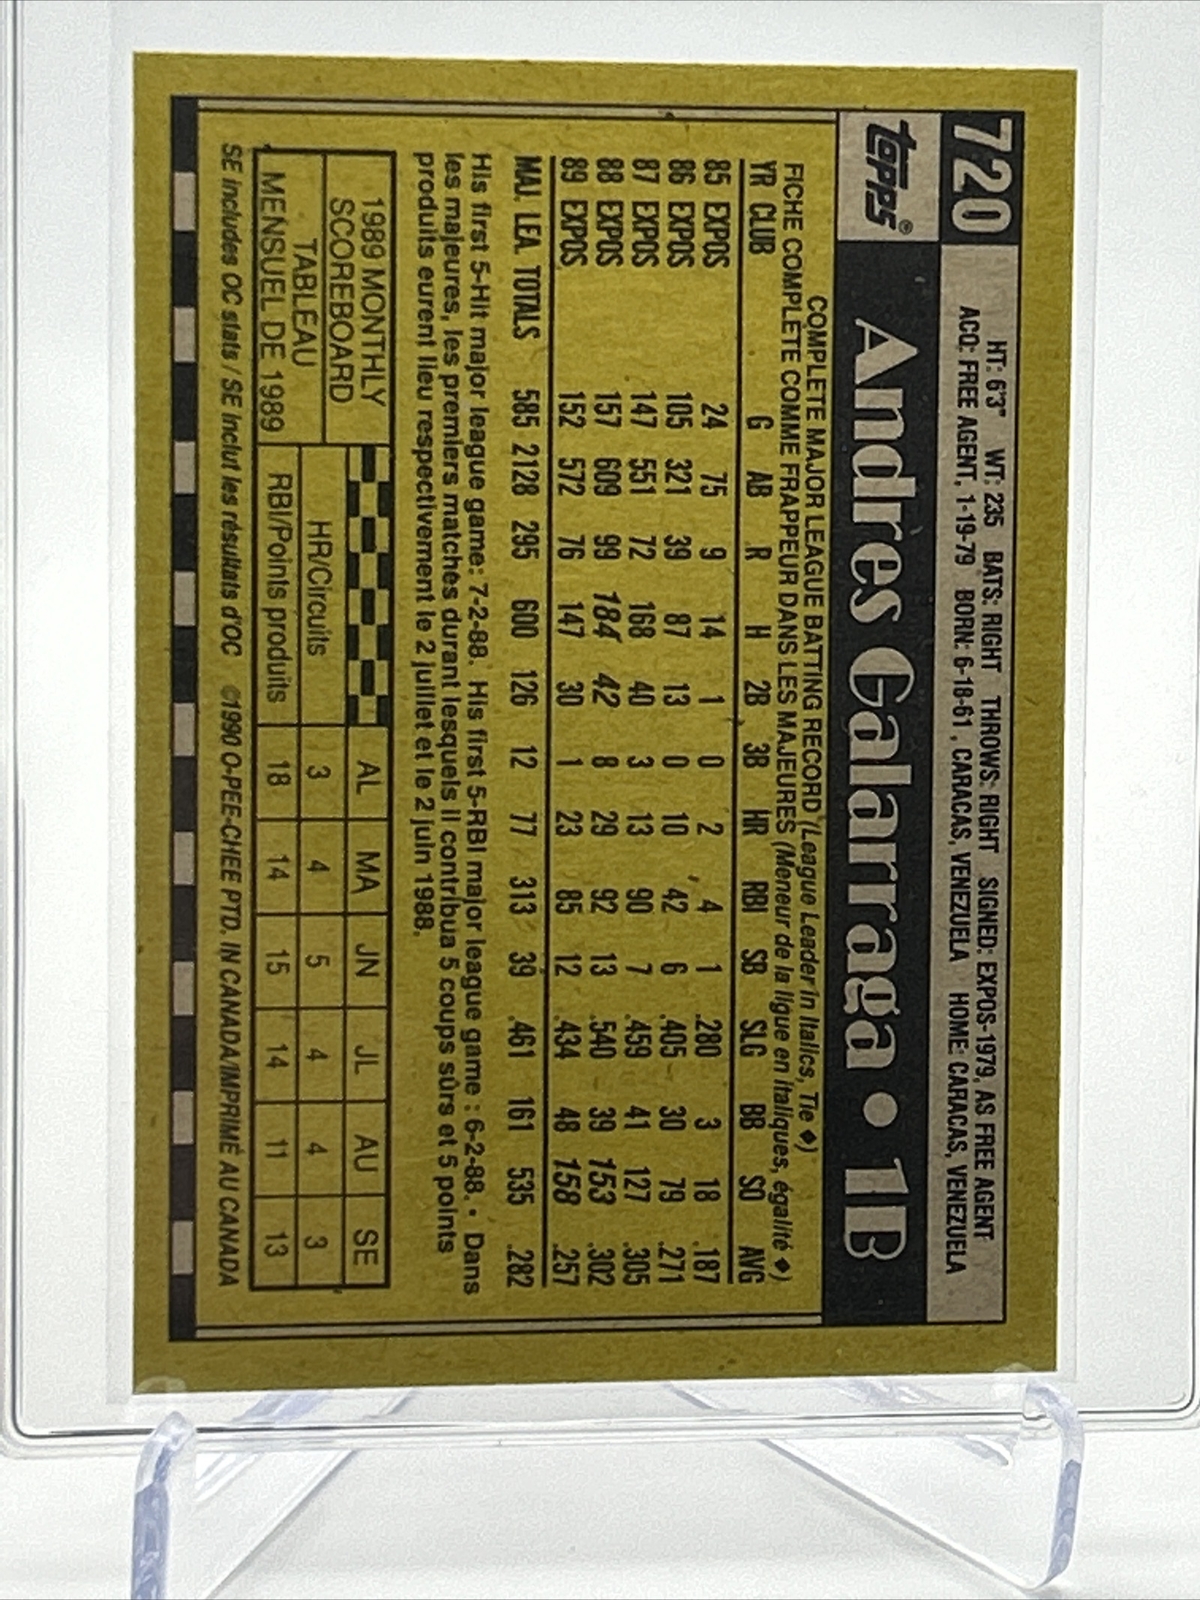 720
HT: 6'3" WT: 235 BATS: RIGHT THROWS: RIGHT SIGNED: EXPOS-1979, AS FREE AGENT
ACQ: FREE AGENT, 1-19-79 BORN: 6-18-61, CARACAS, VENEZUELA HOME: CARACAS, VENEZUELA
TOPPS® Andres Galarraga • 1B
COMPLETE MAJOR LEAGUE BATTING RECORD (League Leader in Italics, Tie ♦)
FICHE COMPLETE COMME FRAPPEUR DANS LES MAJEURES (Meneur de la ligue en italiques, égalité ♦)
YR CLUB G AB R H 2B 3B HR RBI SB SLG BB SO AVG
85 EXPOS 24 75 9 14 1 0 2 4 1 .280 3 18 .187
86 EXPOS 105 321 39 87 13 0 10 42 6 .405 30 79 .271
87 EXPOS 147 551 72 168 40 3 13 90 7 .459 41 127 .305
88 EXPOS 157 609 99 184 42 8 29 92 13 .540 39 153 .302
89 EXPOS 152 572 76 147 30 1 23 85 12 .434 48 158 .257
MAJ. LEA. TOTALS 585 2128 295 600 126 12 77 313 39 .461 161 535 .282
His first 5-Hit major league game: 7-2-88. His first 5-RBI major league game : 6-2-88. • Dans
les majeures, les premiers matches durant lesquels il contribua 5 coups sûrs et 5 points
produits eurent lieu respectivement le 2 juillet et le 2 juin 1988.
1989 MONTHLY
SCOREBOARD
TABLEAU
MENSUEL DE 1989
AL MA JN JL AU SE
HR/Circuits 3 4 5 4 4 3
RBI/Points produits 18 14 15 14 11 13
SE includes OC stats / SE inclut les résultats d'OC ©1990 O-PEE-CHEE PTD. IN CANADA/IMPRIMÉ AU CANADA